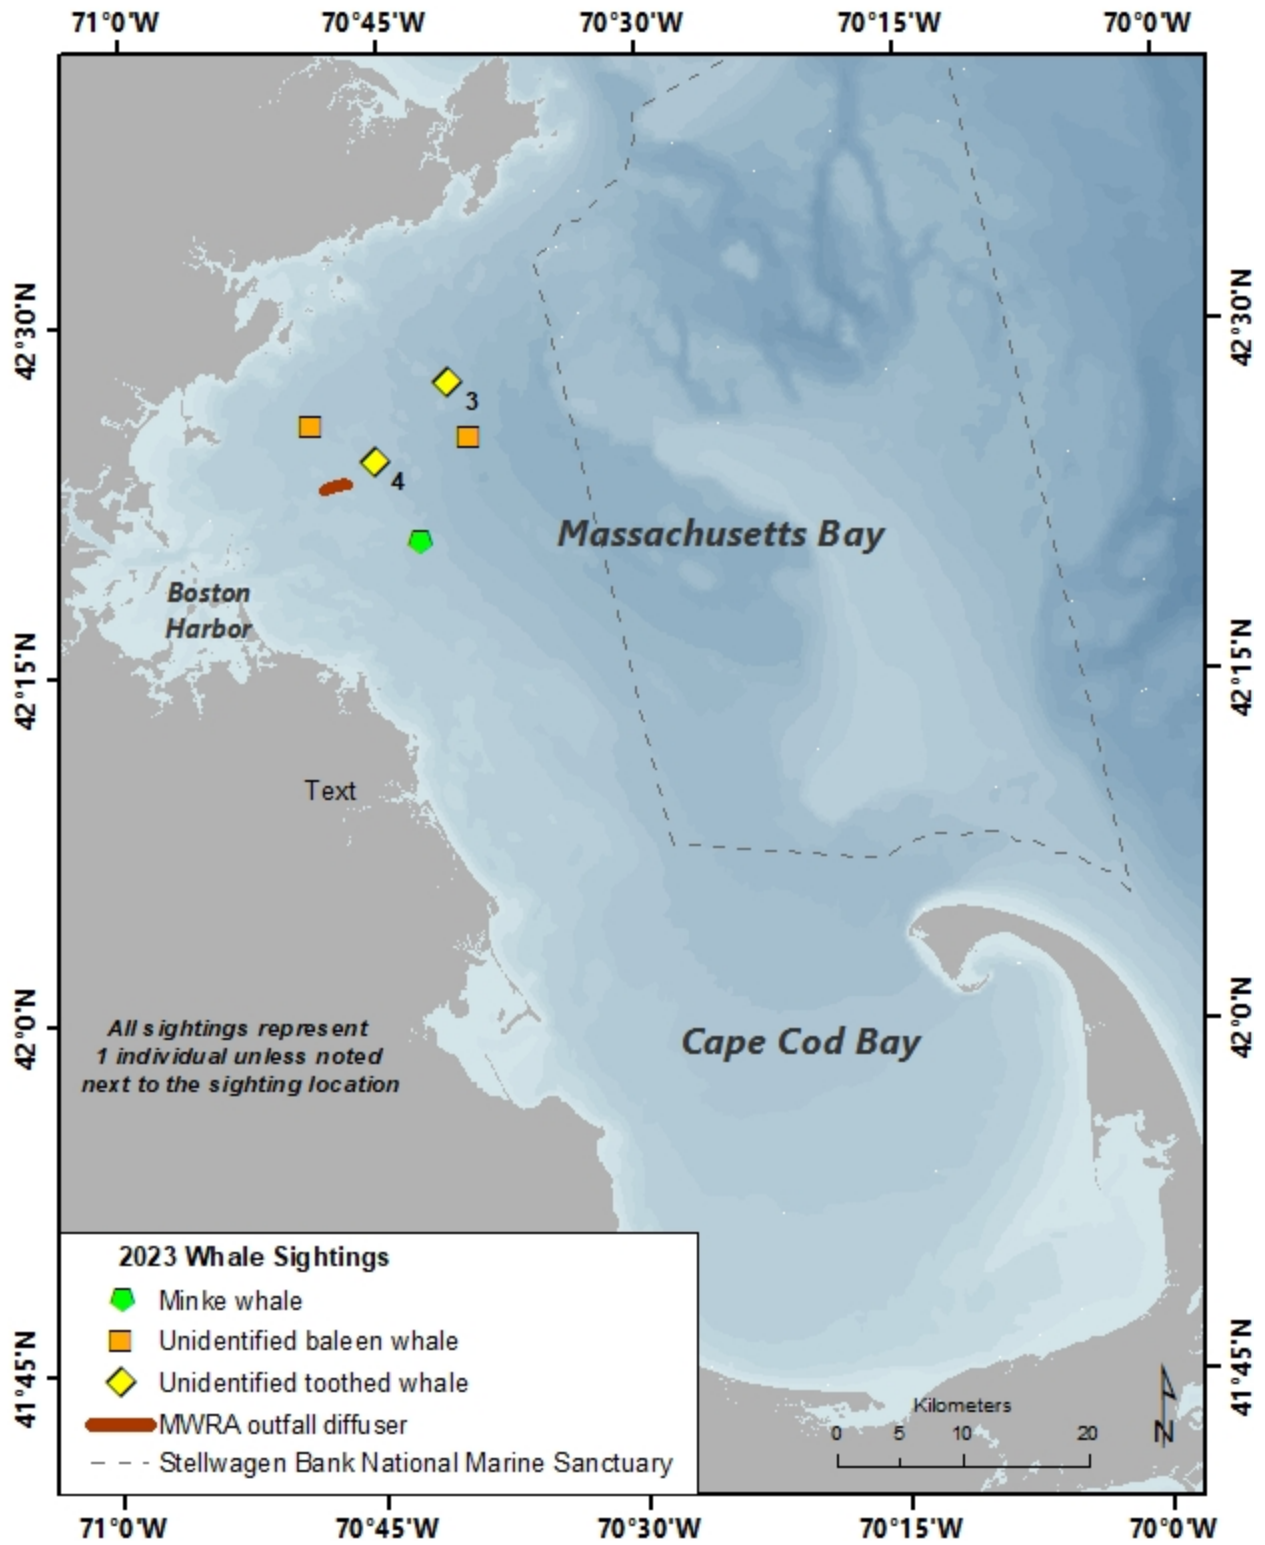 71°0'W 70°45'W 70°30'W 70°15'W 70°0'W
42°30'N
42°30'N
3
4
Massachusetts Bay
Boston
Harbor
42°15'N
42°15'N
Text
42°0'N
42°0'N
All sightings represent
1 individual unless noted
next to the sighting location
Cape Cod Bay
2023 Whale Sightings
Minke whale
Unidentified baleen whale
Unidentified toothed whale
MWRA outfall diffuser
Stellwagen Bank National Marine Sanctuary
41°45'N
41°45'N
Kilometers
0 5 10 20
N
71°0'W 70°45'W 70°30'W 70°15'W 70°0'W